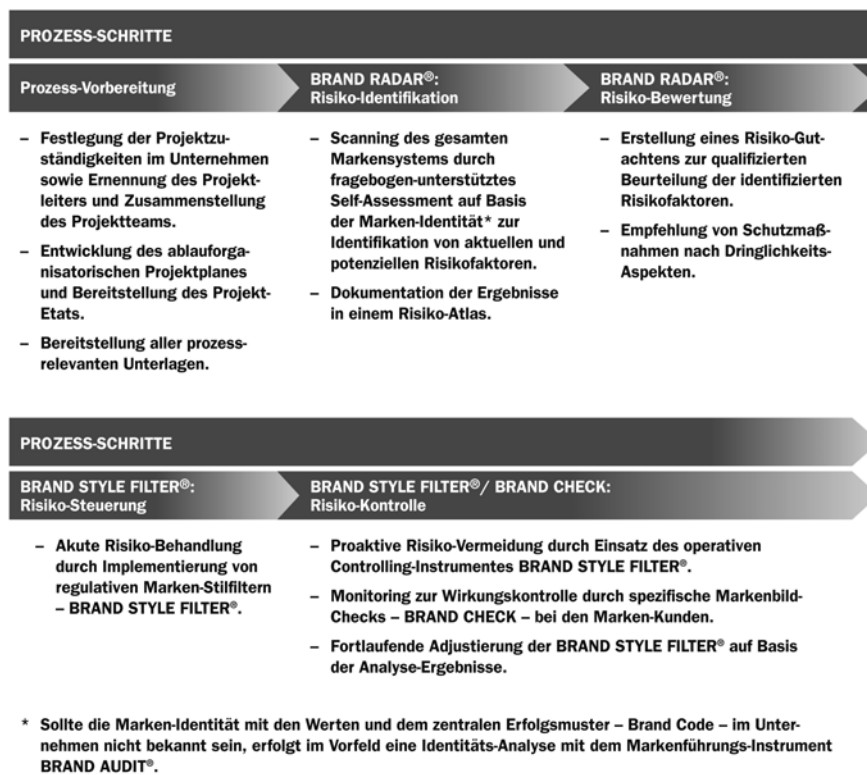 PROZESS-SCHRITTE
Prozess-Vorbereitung
BRAND RADAR®:
Risiko-Identifikation
BRAND RADAR®:
Risiko-Bewertung
– Festlegung der Projektzu-
ständigkeiten im Unternehmen
sowie Ernennung des Projekt-
leiters und Zusammenstellung
des Projektteams.
– Entwicklung des ablauforga-
nisatorischen Projektplanes
und Bereitstellung des Projekt-
Etats.
– Bereitstellung aller prozess-
relevanten Unterlagen.
– Scanning des gesamten
Markensystems durch
fragebogen-unterstütztes
Self-Assessment auf Basis
der Marken-Identität* zur
Identifikation von aktuellen und
potenziellen Risikofaktoren.
– Dokumentation der Ergebnisse
in einem Risiko-Atlas.
– Erstellung eines Risiko-Gut-
achtens zur qualifizierten
Beurteilung der identifizierten
Risikofaktoren.
– Empfehlung von Schutzmaß-
nahmen nach Dringlichkeits-
Aspekten.
PROZESS-SCHRITTE
BRAND STYLE FILTER®:
Risiko-Steuerung
BRAND STYLE FILTER®/ BRAND CHECK:
Risiko-Kontrolle
– Akute Risiko-Behandlung
durch Implementierung von
regulativen Marken-Stilfiltern
– BRAND STYLE FILTER®.
– Proaktive Risiko-Vermeidung durch Einsatz des operativen
Controlling-Instrumentes BRAND STYLE FILTER®.
– Monitoring zur Wirkungskontrolle durch spezifische Markenbild-
Checks – BRAND CHECK – bei den Marken-Kunden.
– Fortlaufende Adjustierung der BRAND STYLE FILTER® auf Basis
der Analyse-Ergebnisse.
* Sollte die Marken-Identität mit den Werten und dem zentralen Erfolgsmuster – Brand Code – im Unter-
nehmen nicht bekannt sein, erfolgt im Vorfeld eine Identitäts-Analyse mit dem Markenführungs-Instrument
BRAND AUDIT®.